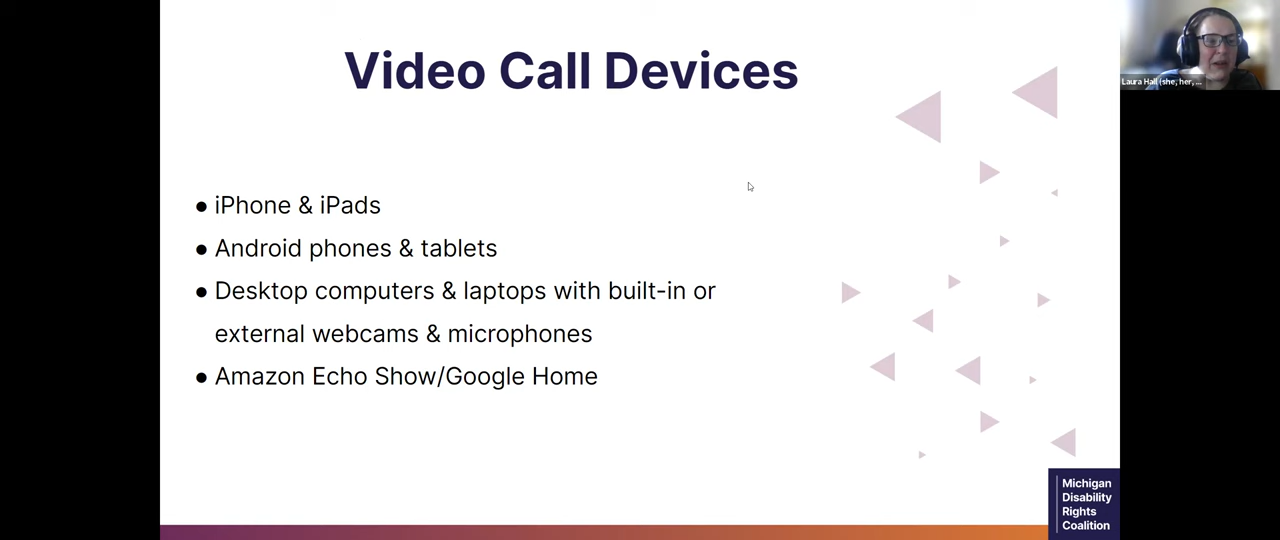 Video Call Devices
● iPhone & iPads
● Android phones & tablets
● Desktop computers & laptops with built-in or
external webcams & microphones
● Amazon Echo Show/Google Home
Laura Hall (she, her, ...
Michigan
Disability
Rights
Coalition